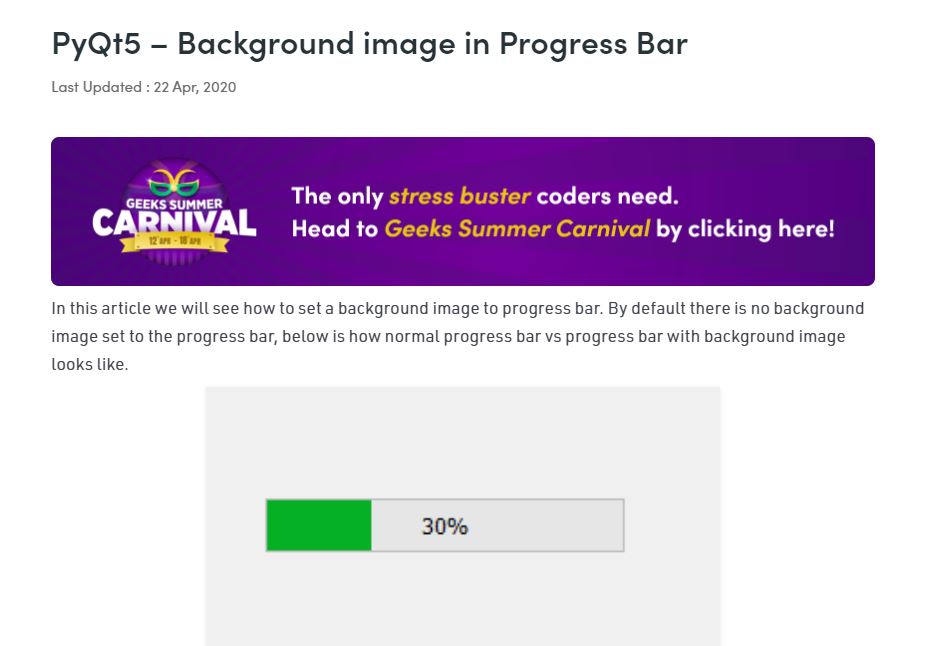 PyQt5 – Background image in Progress Bar
Last Updated : 22 Apr, 2020
GEEKS SUMMER
CARNIVAL
12 APR - 18 APR
The only stress buster coders need.
Head to Geeks Summer Carnival by clicking here!
In this article we will see how to set a background image to progress bar. By default there is no background
image set to the progress bar, below is how normal progress bar vs progress bar with background image
looks like.
30%